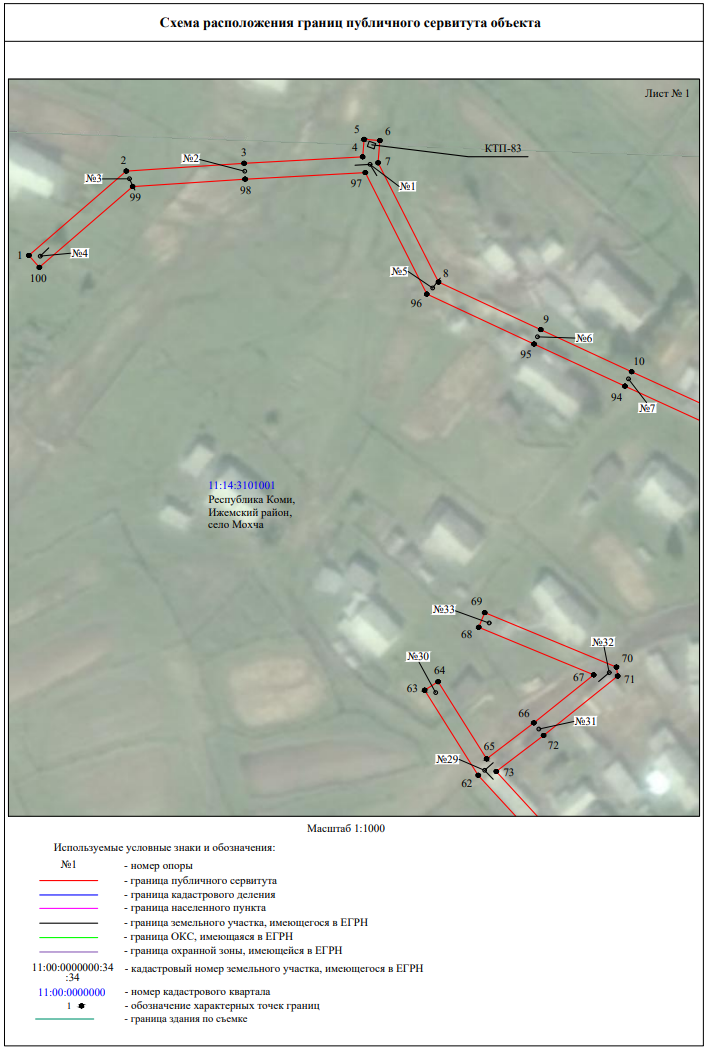 Схема расположения границ публичного сервитута объекта
Лист № 1
5
6
КТП-83
4
7
3
№2
2
№3
97
№1
98
99
1
№4
100
№5
8
96
9
№6
95
10
94
№7
11:14:3101001
Республика Коми,
Ижемский район,
село Мохча
69
№33
68
№32
70
67
71
№30
64
63
66
№31
72
65
№29
73
62
Масштаб 1:1000
Используемые условные знаки и обозначения:
№1 - номер опоры
- граница публичного сервитута
- граница кадастрового деления
- граница населенного пункта
- граница земельного участка, имеющегося в ЕГРН
- граница ОКС, имеющаяся в ЕГРН
- граница охранной зоны, имеющейся в ЕГРН
11:00:0000000:34 - кадастровый номер земельного участка, имеющегося в ЕГРН
:34
11:00:0000000 - номер кадастрового квартала
1 - обозначение характерных точек границ
- граница здания по съемке